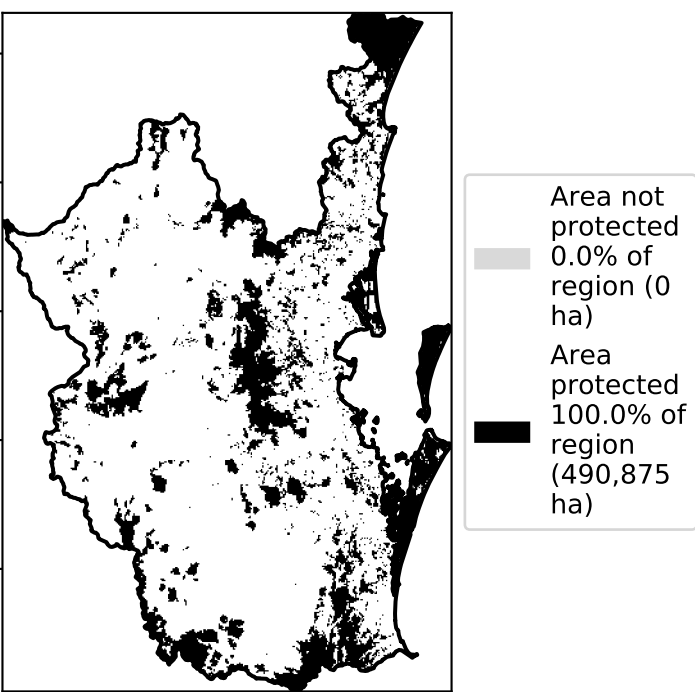 Area not
protected
0.0% of
region (0
ha)
Area
protected
100.0% of
region
(490,875
ha)